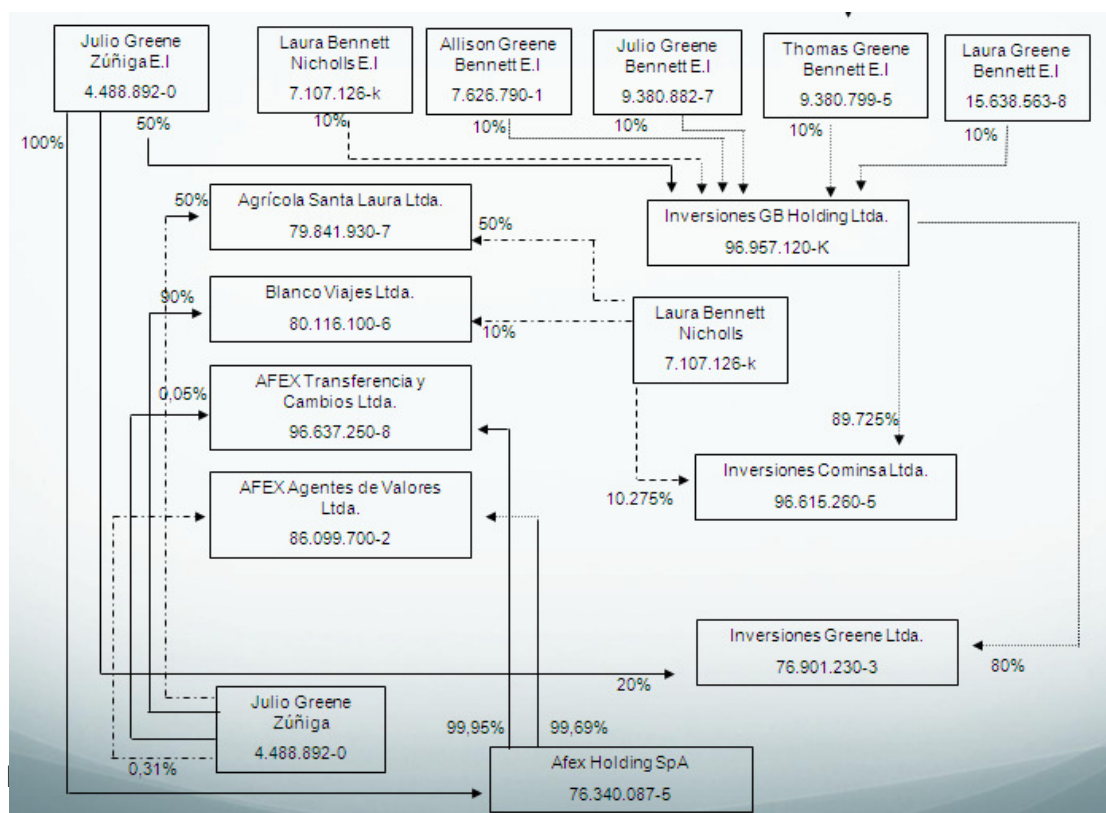 Julio Greene
Zúñiga E.I
4.488.892-0
Laura Bennett
Nicholls E.I
7.107.126-k
Allison Greene
Bennett E.I
7.626.790-1
Julio Greene
Bennett E.I
9.380.882-7
Thomas Greene
Bennett E.I
9.380.799-5
Laura Greene
Bennett E.I
15.638.563-8
100%
50%
10%
10%
10%
10%
10%
50%
Agrícola Santa Laura Ltda.
79.841.930-7
50%
Inversiones GB Holding Ltda.
96.957.120-K
90%
Blanco Viajes Ltda.
80.116.100-6
10%
Laura Bennett
Nicholls
7.107.126-k
0,05%
AFEX Transferencia y
Cambios Ltda.
96.637.250-8
89.725%
AFEX Agentes de Valores
Ltda.
86.099.700-2
10.275%
Inversiones Cominsa Ltda.
96.615.260-5
Inversiones Greene Ltda.
76.901.230-3
80%
20%
Julio Greene
Zúñiga
4.488.892-0
0,31%
99,95%
99,69%
Afex Holding SpA
76.340.087-5